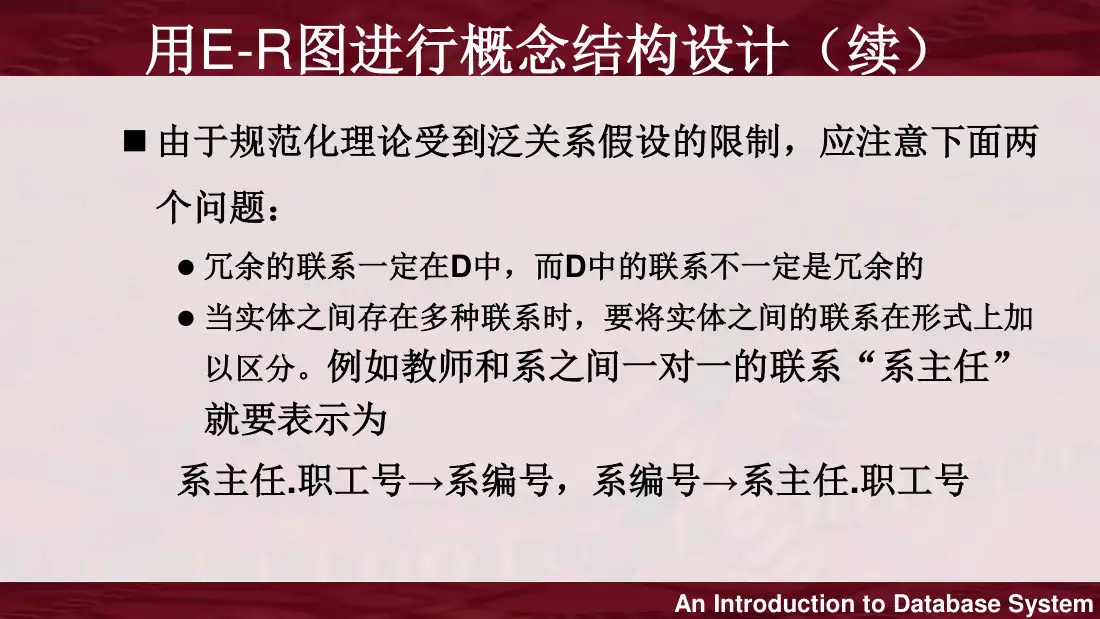 用E-R图进行概念结构设计（续）
■ 由于规范化理论受到泛关系假设的限制，应注意下面两
个问题：
● 冗余的联系一定在D中，而D中的联系不一定是冗余的
● 当实体之间存在多种联系时，要将实体之间的联系在形式上加
以区分。例如教师和系之间一对一的联系“系主任”
就要表示为
系主任.职工号→系编号，系编号→系主任.职工号
An Introduction to Database System